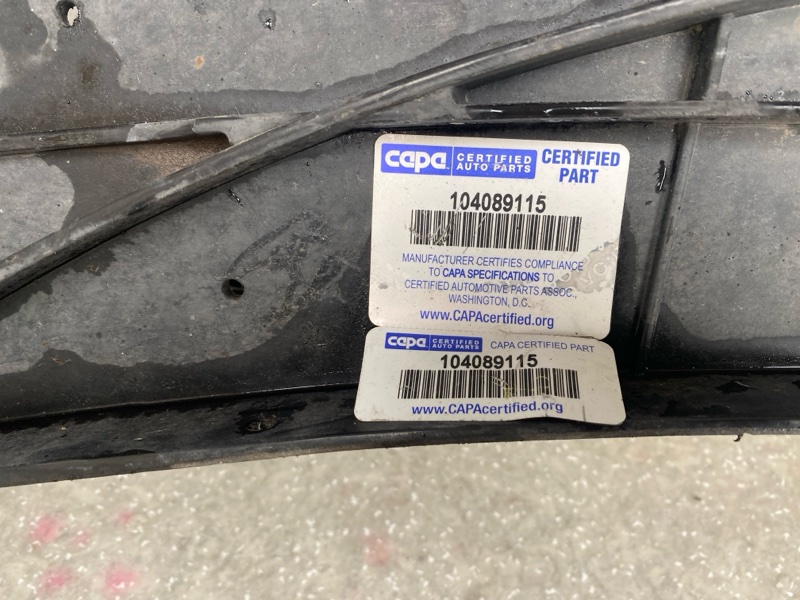 capa CERTIFIED AUTO PARTS CERTIFIED PART
104089115
MANUFACTURER CERTIFIES COMPLIANCE
TO CAPA SPECIFICATIONS TO
CERTIFIED AUTOMOTIVE PARTS ASSOC.,
WASHINGTON, D.C.
www.CAPAcertified.org
capa CERTIFIED AUTO PARTS CAPA CERTIFIED PART
104089115
www.CAPAcertified.org